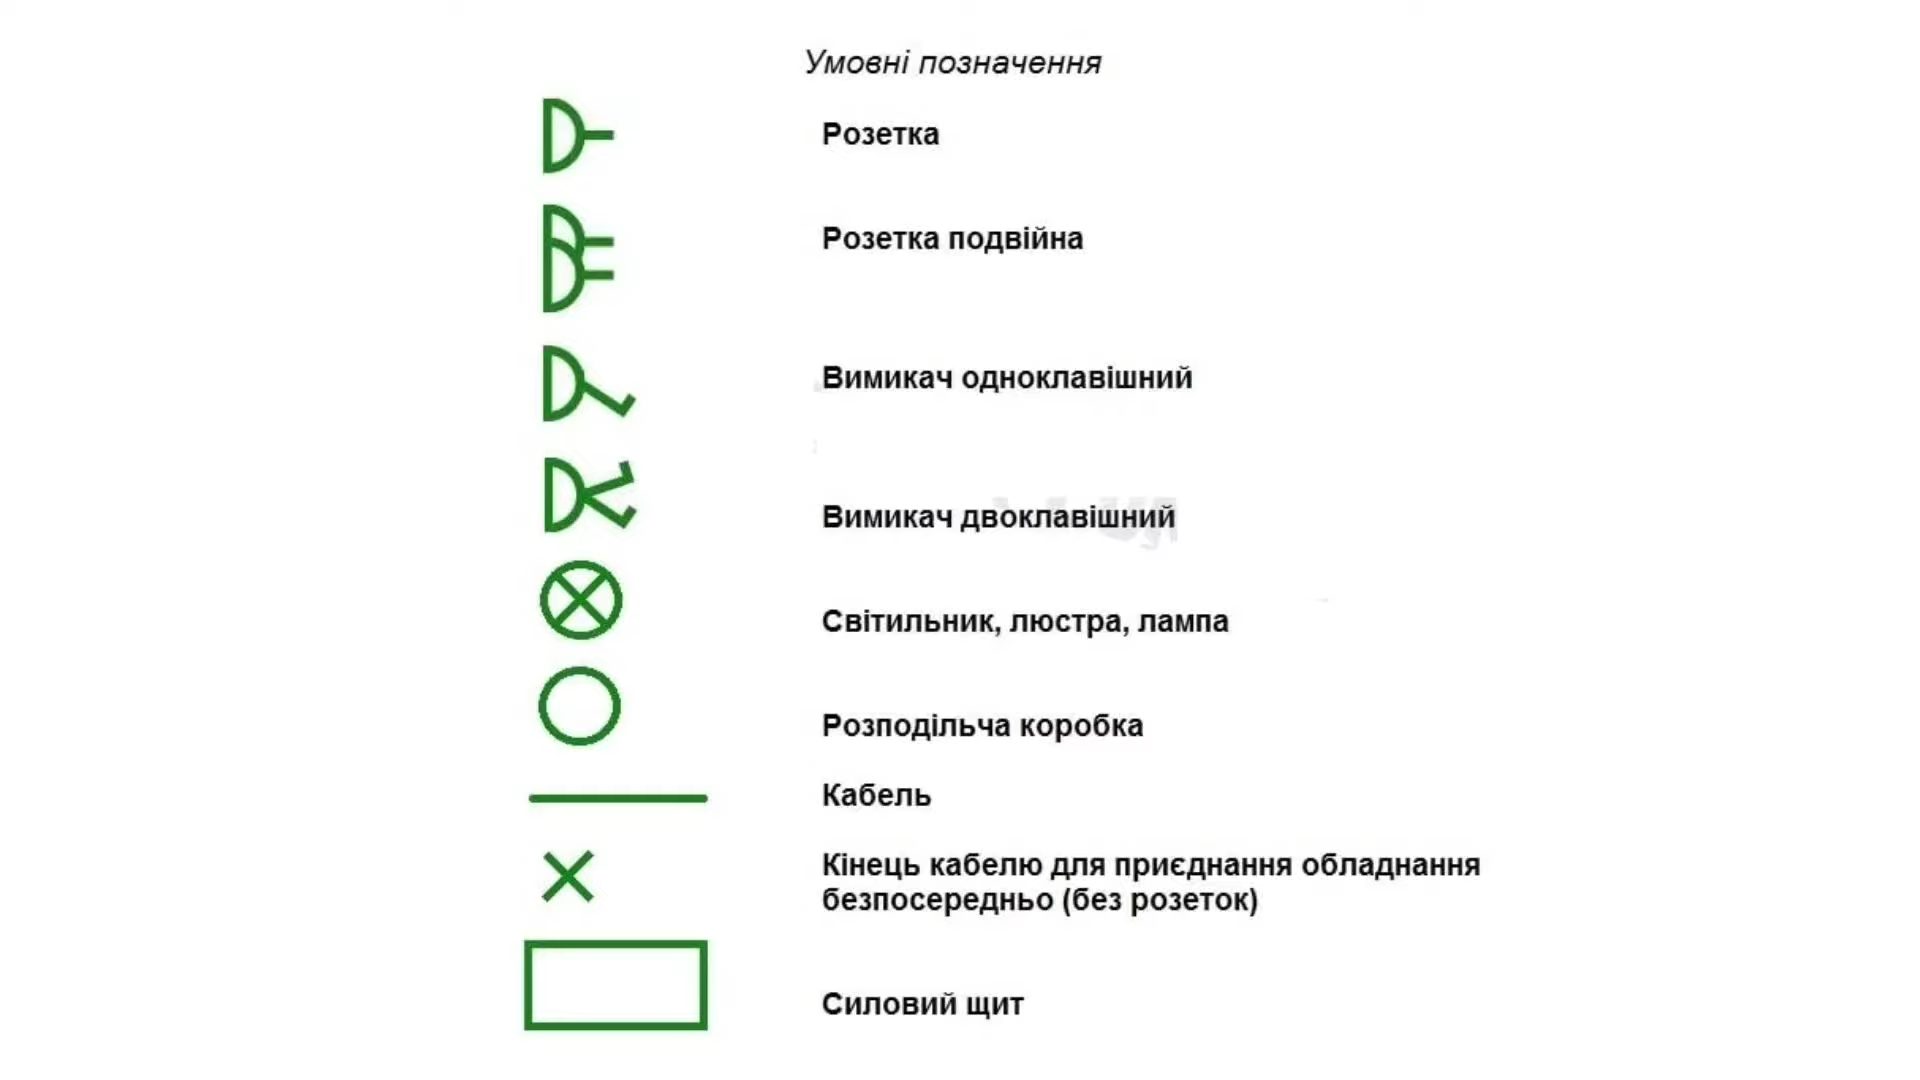 Умовні позначення
Розетка
Розетка подвійна
Вимикач одноклавішний
Вимикач двоклавішний
Світильник, люстра, лампа
Розподільча коробка
Кабель
Кінець кабелю для приєднання обладнання
безпосередньо (без розеток)
Силовий щит